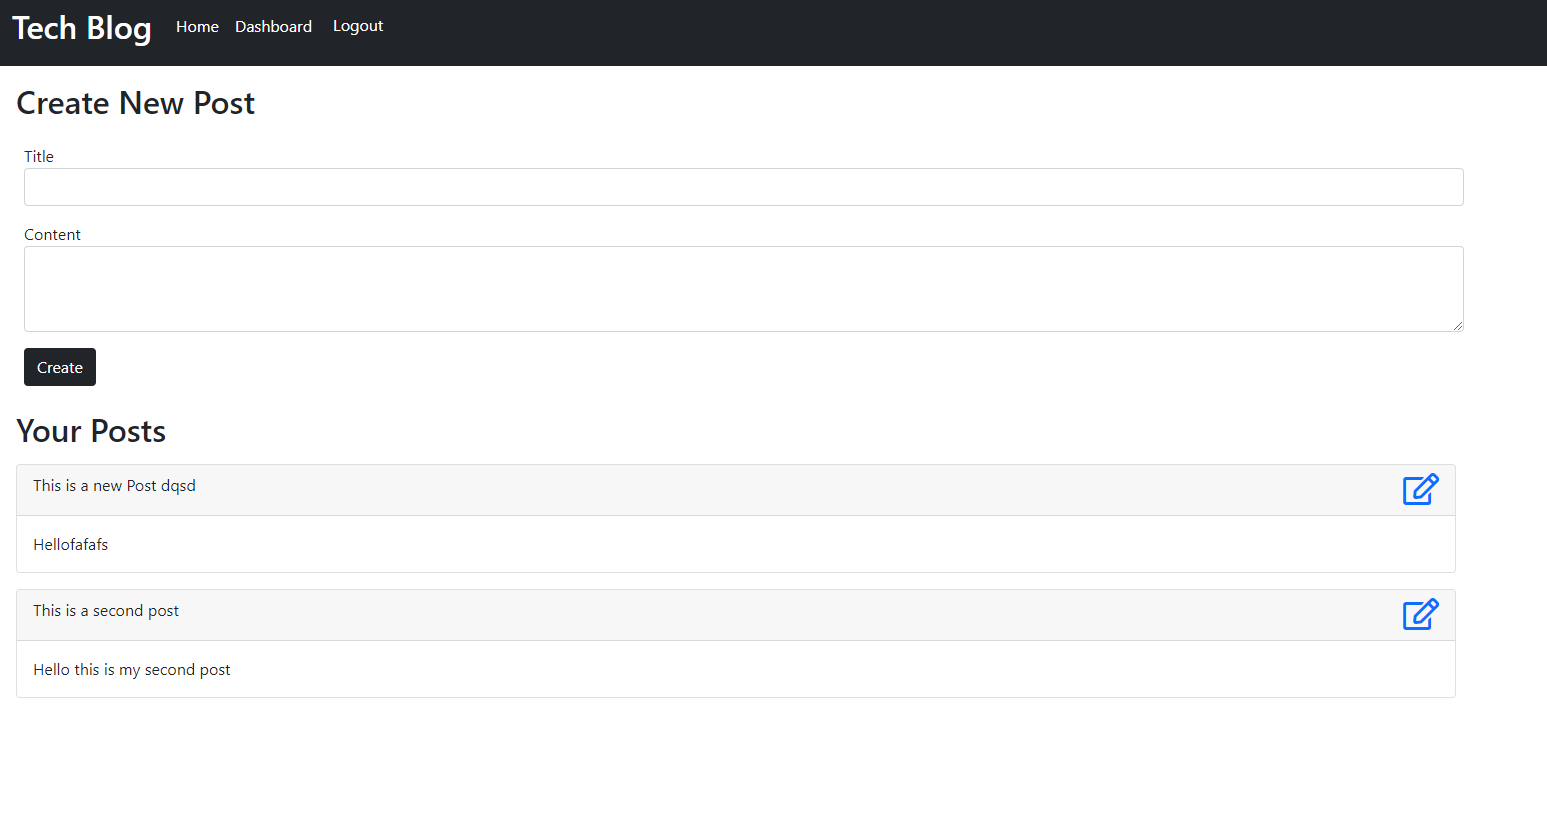 Tech Blog Home Dashboard Logout
Create New Post
Title
Content
Create
Your Posts
This is a new Post dqsd
Hellofafafs
This is a second post
Hello this is my second post